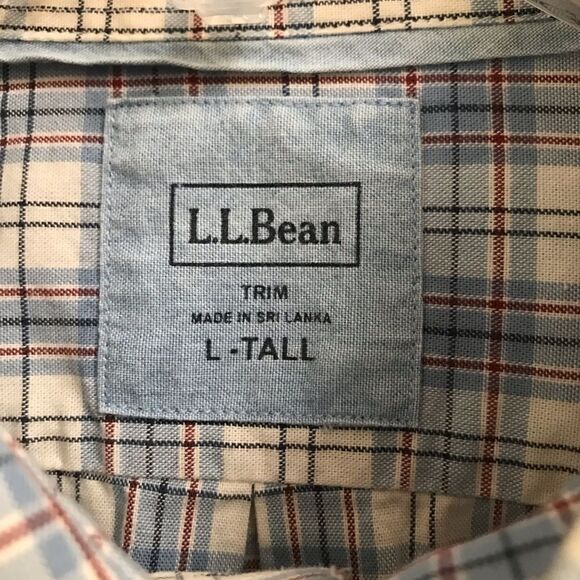 L.L.Bean
TRIM
MADE IN SRI LANKA
L -TALL